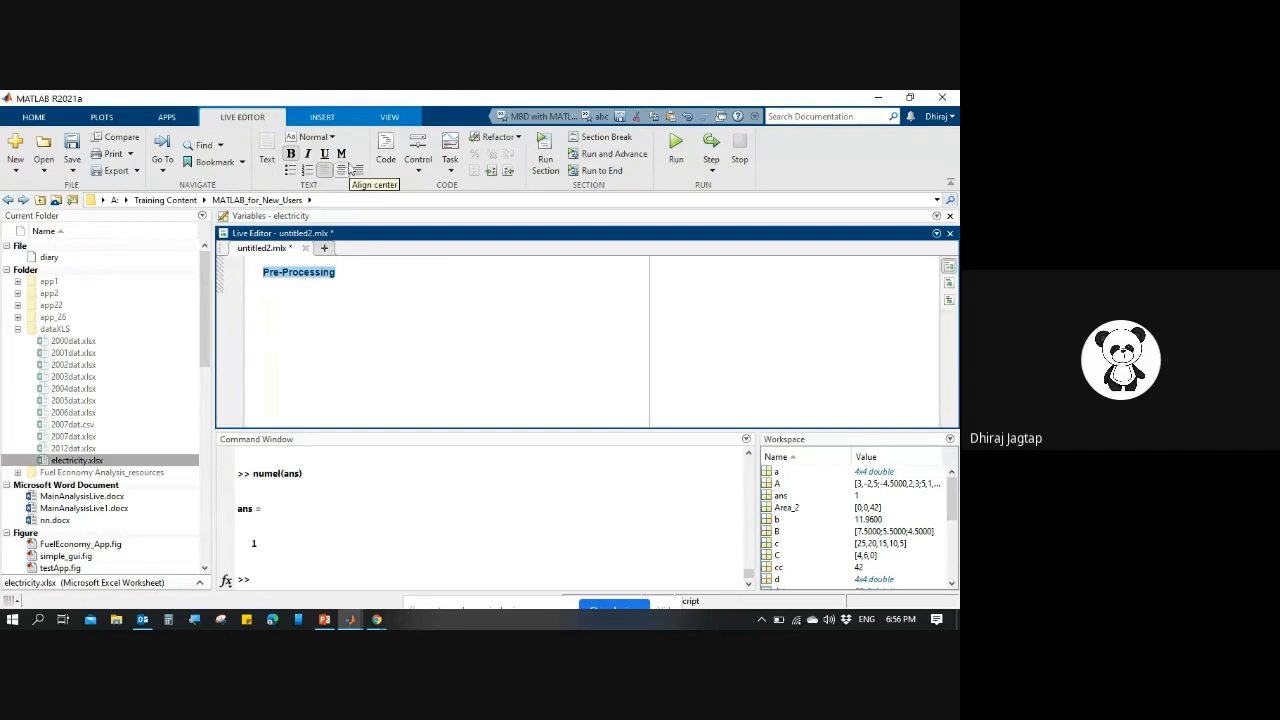 MATLAB R2021a
HOME PLOTS APPS LIVE EDITOR INSERT VIEW MBD with MATL... abc Search Documentation Dhiraj
New Open Save Compare Print Export FILE
Go To Find Bookmark NAVIGATE
Text Normal B I U M TEXT
Align center
Code Control Task Refactor CODE
Run Section Section Break Run and Advance Run to End SECTION
Run Step Stop RUN
A: Training Content MATLAB_for_New_Users
Current Folder
Name
File
diary
Folder
app1
app2
app22
app_26
dataXLS
2000dat.xlsx
2001dat.xlsx
2002dat.xlsx
2003dat.xlsx
2004dat.xlsx
2005dat.xlsx
2006dat.xlsx
2007dat.csv
2007dat.xlsx
2012dat.xlsx
electricity.xlsx
Fuel Economy Analysis_resources
Microsoft Word Document
MainAnalysisLive.docx
MainAnalysisLive1.docx
nn.docx
Figure
FuelEconomy_App.fig
simple_gui.fig
testApp.fig
electricity.xlsx (Microsoft Excel Worksheet)
Variables - electricity
Live Editor - untitled2.mlx *
untitled2.mlx *
Pre-Processing
Command Window
>> numel(ans)
ans =
1
fx >>
Workspace
Name Value
a 4x4 double
A [3,-2,5;-4.5000,2,3;5,1,...
ans 1
Area_2 [0,0,42]
b 11.9600
B [7.5000;5.5000;4.5000]
c [25,20,15,10,5]
C [4,6,0]
cc 42
d 4x4 double
cript
ENG 6:56 PM
Dhiraj Jagtap